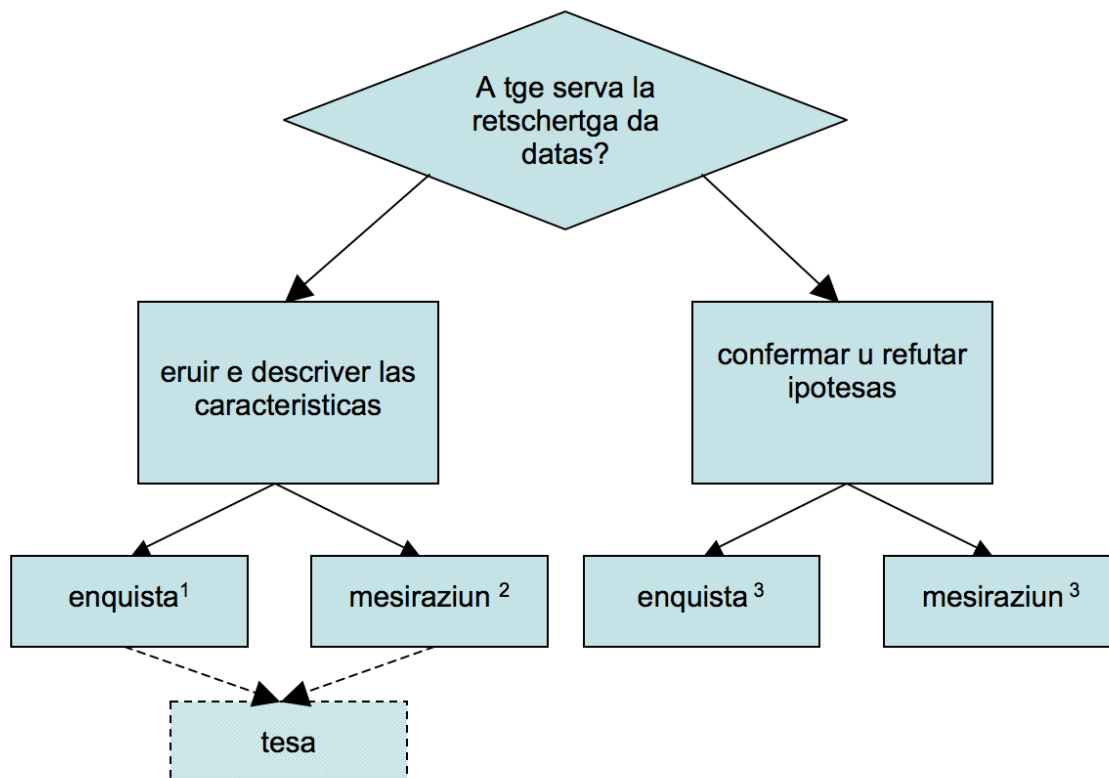 A tge serva la
retschertga da
datas?
eruir e descriver las
caracteristicas
confermar u refutar
ipotesas
enquista¹
mesiraziun ²
enquista ³
mesiraziun ³
tesa